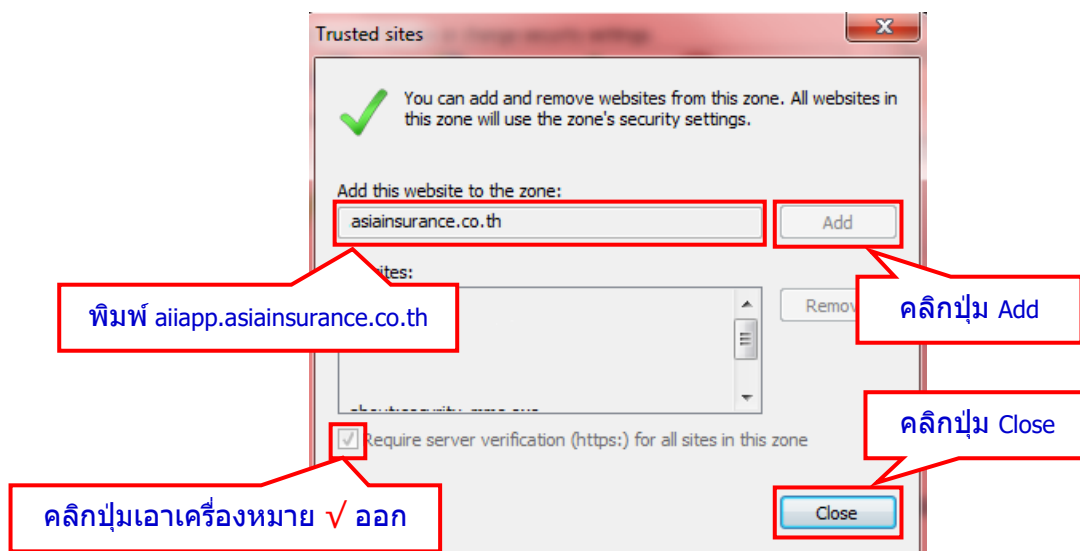 Trusted sites
You can add and remove websites from this zone. All websites in
this zone will use the zone's security settings.
Add this website to the zone:
asiainsurance.co.th
Add
พิมพ์ aiiapp.asiainsurance.co.th
คลิกปุ่ม Add
คลิกปุ่ม Close
Require server verification (https:) for all sites in this zone
คลิกปุ่มเอาเครื่องหมาย √ ออก
Close